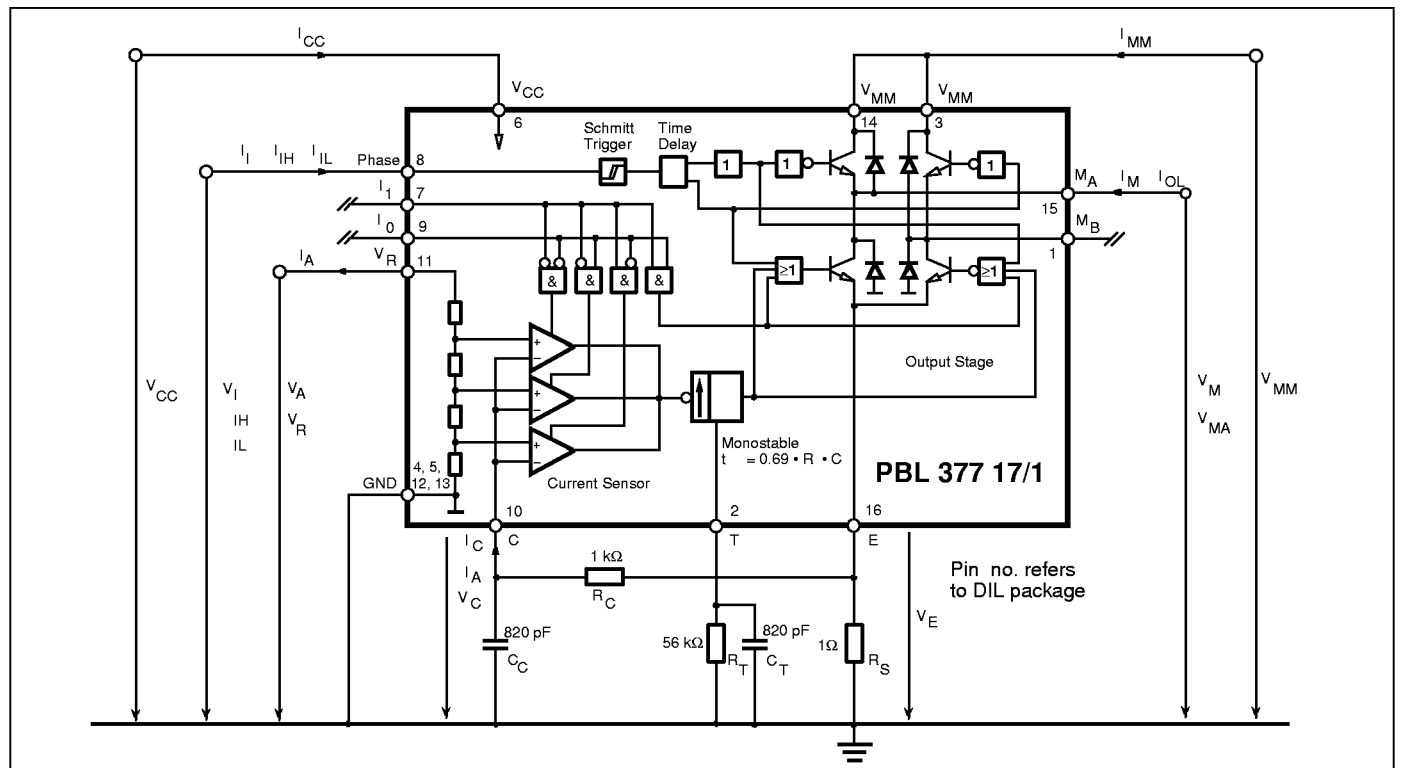 I CC
I MM
V CC
V MM
V MM
6
14
3
Schmitt Trigger
Time Delay
I I
I IH
I IL
Phase
8
1
1
1
I 1
7
M A
I M
I OL
15
I 0
9
M B
1
I A
V R
11
&
&
&
&
≥1
≥1
+
−
+
−
+
−
Output Stage
V CC
V I
IH
IL
V A
V R
V M
V MA
V MM
Monostable
t = 0.69 • R • C
PBL 377 17/1
GND
4, 5,
12, 13
Current Sensor
10
2
16
I C
C
T
E
1 kΩ
R C
I A
V C
Pin no. refers
to DIL package
V E
820 pF
C C
56 kΩ
R T
820 pF
C T
1Ω
R S